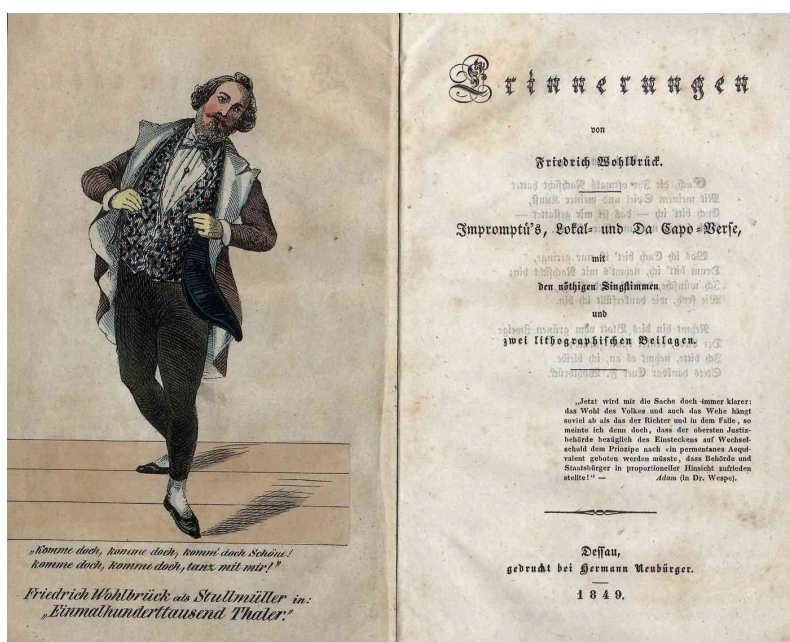 „Komme doch, komme doch, komm' doch Schöne!
komme doch, komme doch, tanz mit mir!"
Friedrich Wohlbrück als Stullmüller in:
„Einmalhunderttausend Thaler."
Erinnerungen
von
Friedrich Wohlbrück.
Impromptü's, Lokal- und Da Capo-Verse,
mit
den nöthigen Singstimmen
und
zwei lithographischen Beilagen.
„Jetzt wird mir die Sache doch immer klarer:
das Wohl des Volkes und auch das Wehe hängt
soviel ab als das der Richter und in dem Falle, so
meinte ich denn doch, dass der obersten Justiz-
behörde bezüglich des Einsteckens auf Wechsel-
schuld dem Prinzipe nach ein permanentes Aequi-
valent geboten werden müsste, dass Behörde und
Staatsbürger in proportioneller Hinsicht zufrieden
stellte!" — Adam (in Dr. Wespe).
Dessau,
gedruckt bei Hermann Neubürger.
1849.